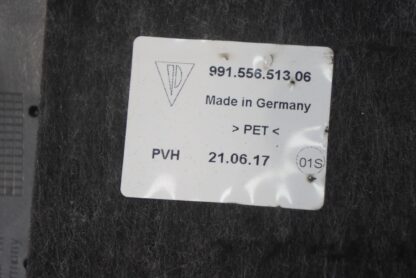 991.556.513.06
Made in Germany
> PET <
PVH 21.06.17 01S